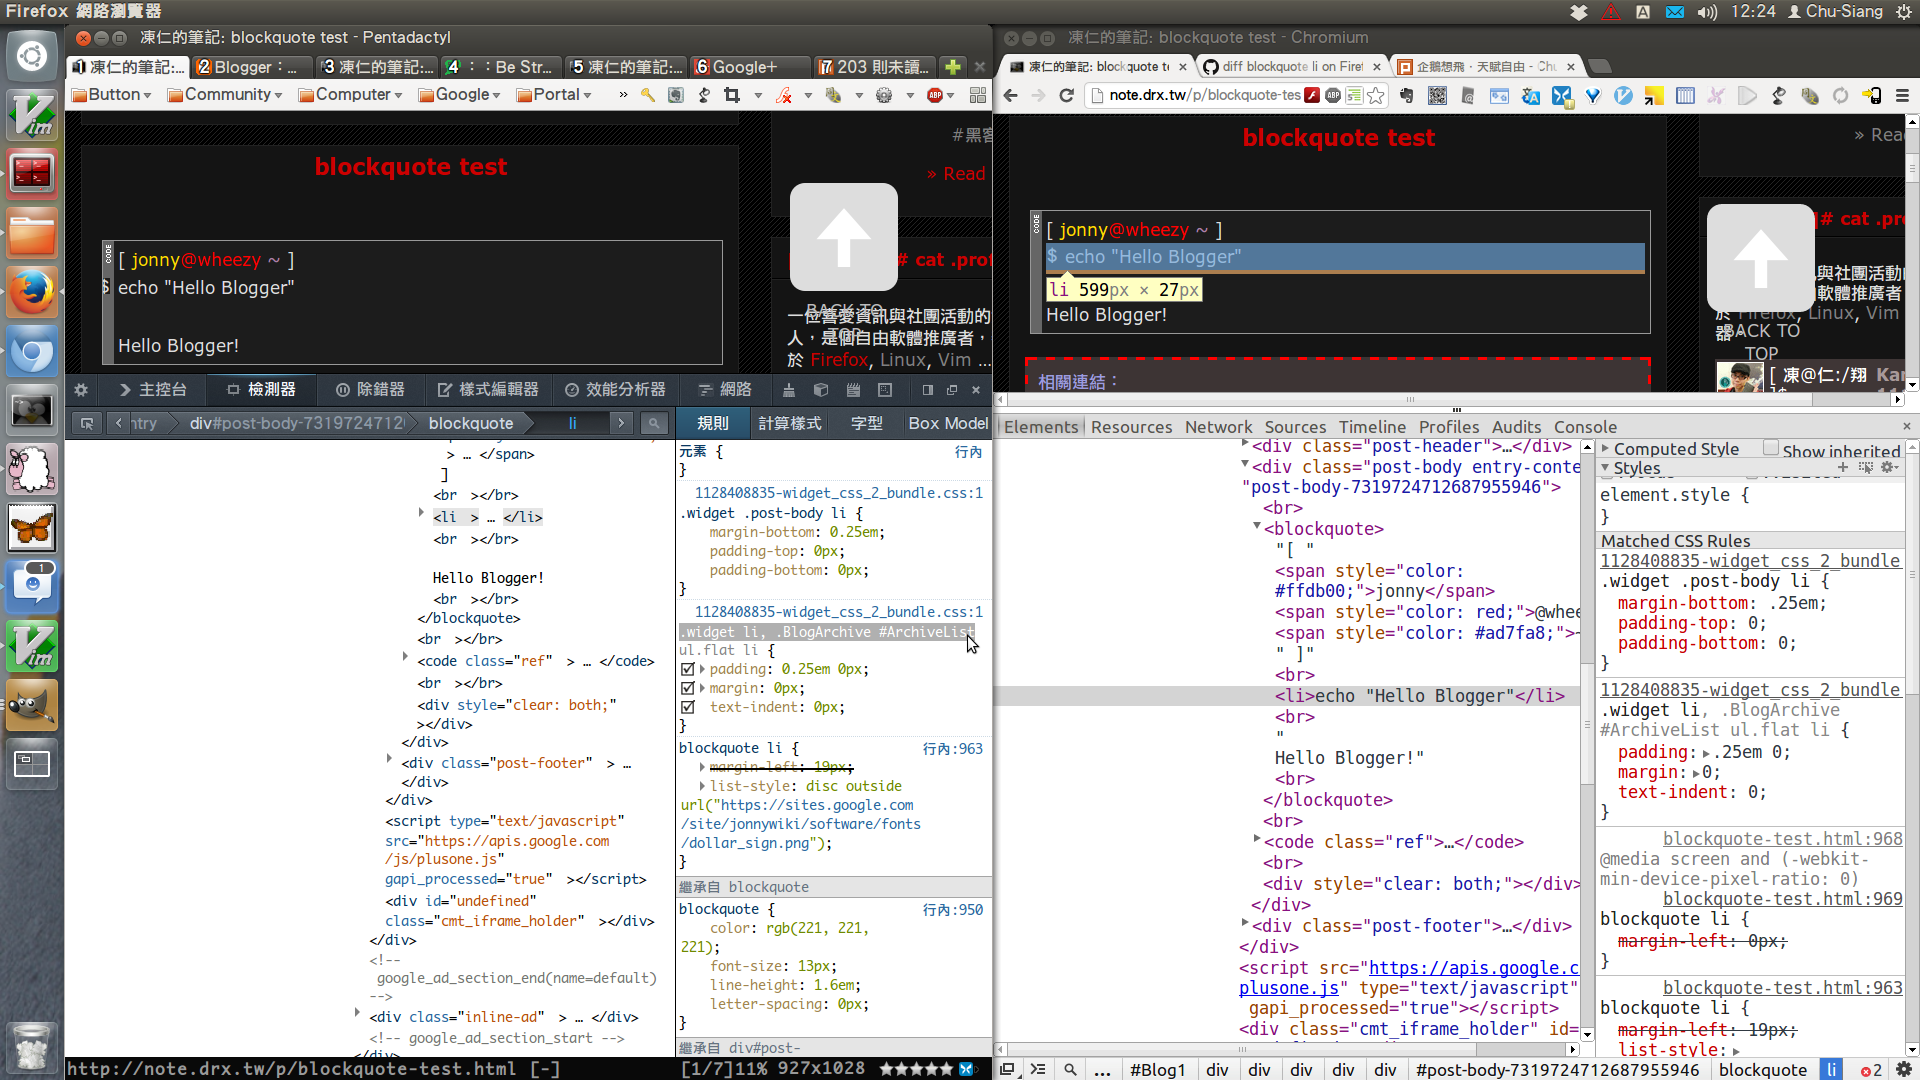 Firefox 網路瀏覽器
12:24 Chu-Siang
凍仁的筆記: blockquote test - Pentadactyl
1 凍仁的筆記:...
2 Blogger：...
3 凍仁的筆記:...
4 ：: Be Str...
5 凍仁的筆記:...
6 Google+
7 203 則未讀...
Button
Community
Computer
Google
Portal
»
#黑客
blockquote test
» Read
CODE
[ jonny@wheezy ~ ]
$ echo "Hello Blogger"
Hello Blogger!
# cat .prot
BACK TO
TOP
一位喜愛資訊與社團活動的
人，是個自由軟體推廣者，
於 Firefox, Linux, Vim ...
主控台
檢測器
除錯器
樣式編輯器
效能分析器
網路
ntry
div#post-body-73197247120
blockquote
li
規則
計算樣式
字型
Box Model
> … </span>
]
<br ></br>
<li > … </li>
<br ></br>
Hello Blogger!
<br ></br>
</blockquote>
<br ></br>
<code class="ref" > … </code>
<br ></br>
<div style="clear: both;"
></div>
</div>
<div class="post-footer" > …
</div>
</div>
<script type="text/javascript"
src="https://apis.google.com
/js/plusone.js"
gapi_processed="true" ></script>
<div id="undefined"
class="cmt_iframe_holder" ></div>
</div>
<!--
google_ad_section_end(name=default)
-->
<div class="inline-ad" > … </div>
<!-- google_ad_section_start -->
</div>
元素 {
行內
}
1128408835-widget_css_2_bundle.css:1
.widget .post-body li {
margin-bottom: 0.25em;
padding-top: 0px;
padding-bottom: 0px;
}
1128408835-widget_css_2_bundle.css:1
.widget li, .BlogArchive #ArchiveList
ul.flat li {
padding: 0.25em 0px;
margin: 0px;
text-indent: 0px;
}
blockquote li {
行內:963
margin-left: 19px;
list-style: disc outside
url("https://sites.google.com
/site/jonnywiki/software/fonts
/dollar_sign.png");
}
繼承自 blockquote
blockquote {
行內:950
color: rgb(221, 221,
221);
font-size: 13px;
line-height: 1.6em;
letter-spacing: 0px;
}
繼承自 div#post-
http://note.drx.tw/p/blockquote-test.html [-]
[1/7]11% 927x1028 ★★★★★
凍仁的筆記: blockquote test - Chromium
凍仁的筆記: blockquote te
diff blockquote li on Firef
企鵝想飛．天賦自由 - Chu
note.drx.tw/p/blockquote-tes
» Read
blockquote test
CODE
[ jonny@wheezy ~ ]
$ echo "Hello Blogger"
li 599px × 27px
Hello Blogger!
相關連結：
]# cat .pro
與社團活動的
軟體推廣者
於 Firefox, Linux, Vim
器
BACK TO
TOP
[ 凍@仁:/翔 Kar
Elements
Resources
Network
Sources
Timeline
Profiles
Audits
Console
<div class="post-header">…</div>
<div class="post-body entry-conte
"post-body-7319724712687955946">
<br>
<blockquote>
"[ "
<span style="color:
#ffdb00;">jonny</span>
<span style="color: red;">@whee
<span style="color: #ad7fa8;">~
" ]"
<br>
<li>echo "Hello Blogger"</li>
<br>
"
Hello Blogger!"
<br>
</blockquote>
<br>
<code class="ref">…</code>
<br>
<div style="clear: both;"></div>
</div>
<div class="post-footer">…</div>
</div>
<script src="https://apis.google.c
plusone.js" type="text/javascript"
gapi_processed="true"></script>
<div class="cmt_iframe_holder" id=
Computed Style
Show inherited
Styles
element.style {
}
Matched CSS Rules
1128408835-widget_css_2_bundle
.widget .post-body li {
margin-bottom: .25em;
padding-top: 0;
padding-bottom: 0;
}
1128408835-widget_css_2_bundle
.widget li, .BlogArchive
#ArchiveList ul.flat li {
padding: .25em 0;
margin: 0;
text-indent: 0;
}
blockquote-test.html:968
@media screen and (-webkit-
min-device-pixel-ratio: 0)
blockquote-test.html:969
blockquote li {
margin-left: 0px;
}
blockquote-test.html:963
blockquote li {
margin-left: 19px;
list-style:
...
#Blog1
div
div
div
div
div
#post-body-7319724712687955946
blockquote
li
2